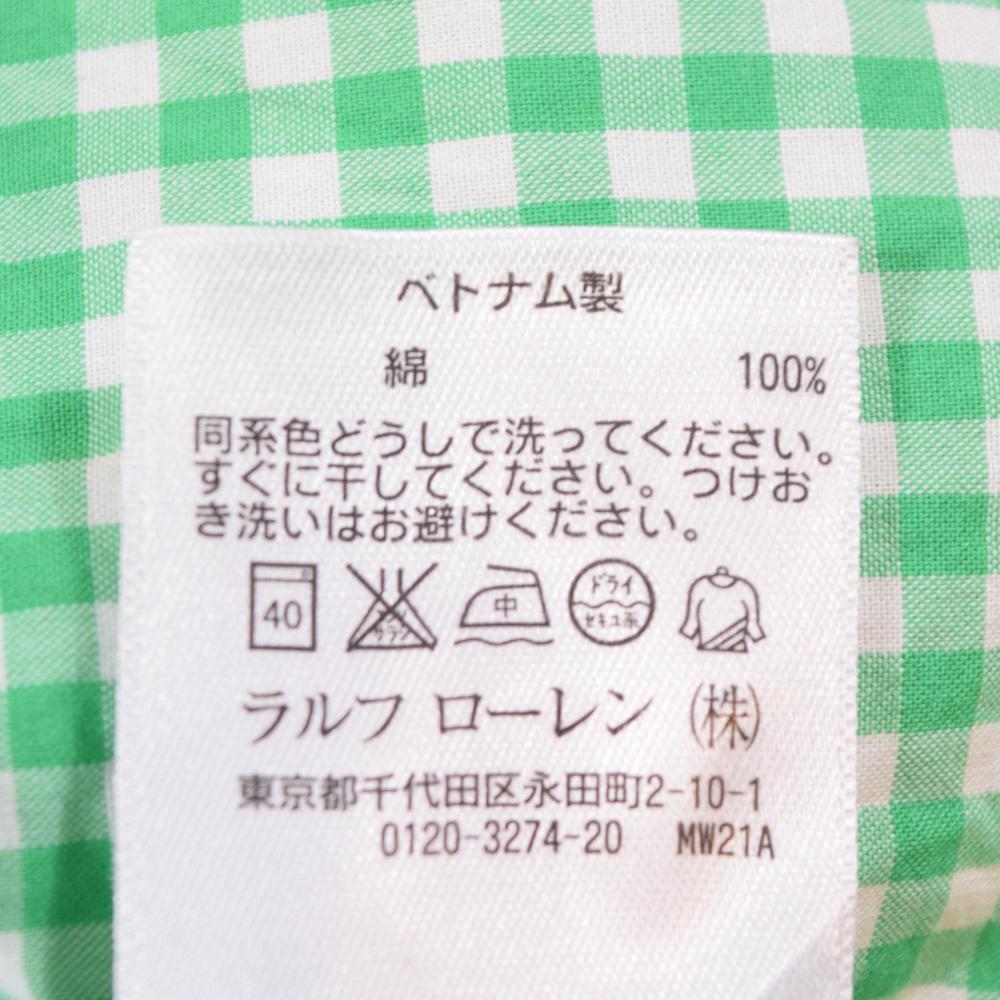 ベトナム製
綿 100%
同系色どうしで洗ってください。
すぐに干してください。つけお
き洗いはお避けください。
40 中 ドライ
セキユ系
ラルフ ローレン ㈱
東京都千代田区永田町2-10-1
0120-3274-20 MW21A